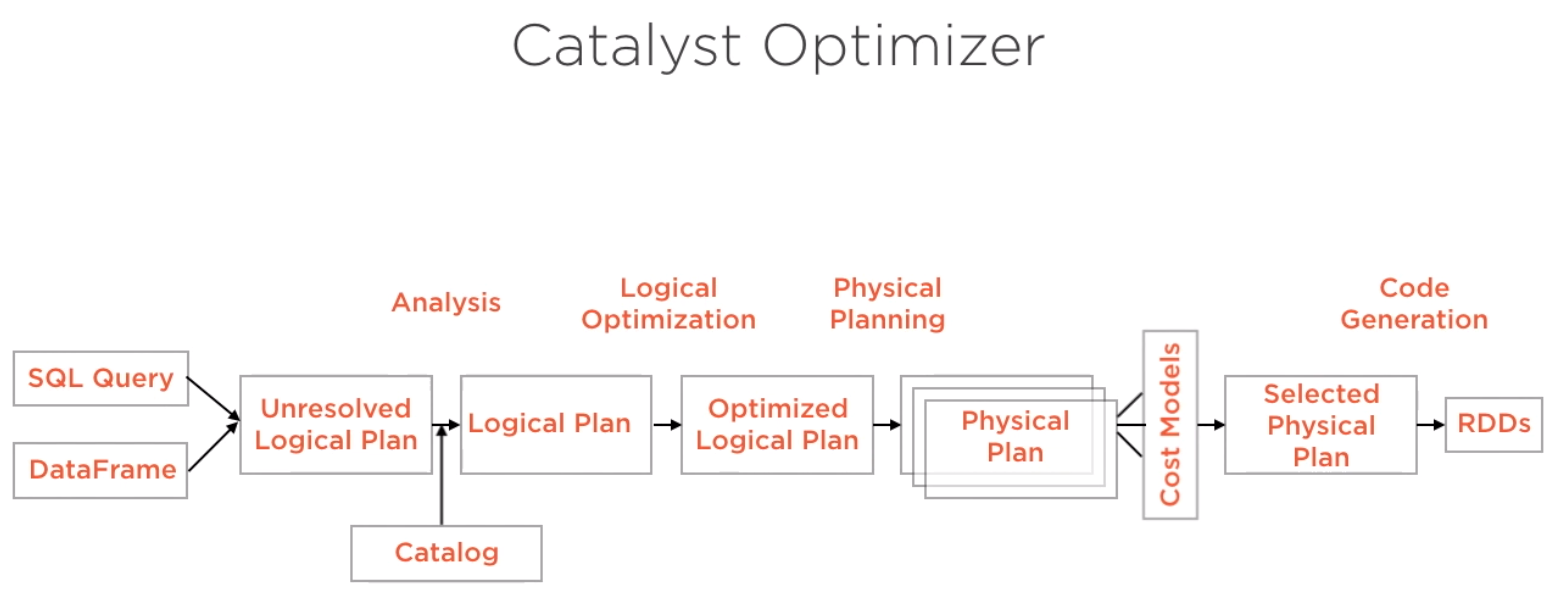 Catalyst Optimizer
Analysis
Logical
Optimization
Physical
Planning
Code
Generation
SQL Query
DataFrame
Unresolved
Logical Plan
Catalog
Logical Plan
Optimized
Logical Plan
Physical
Plan
Cost Models
Selected
Physical
Plan
RDDs